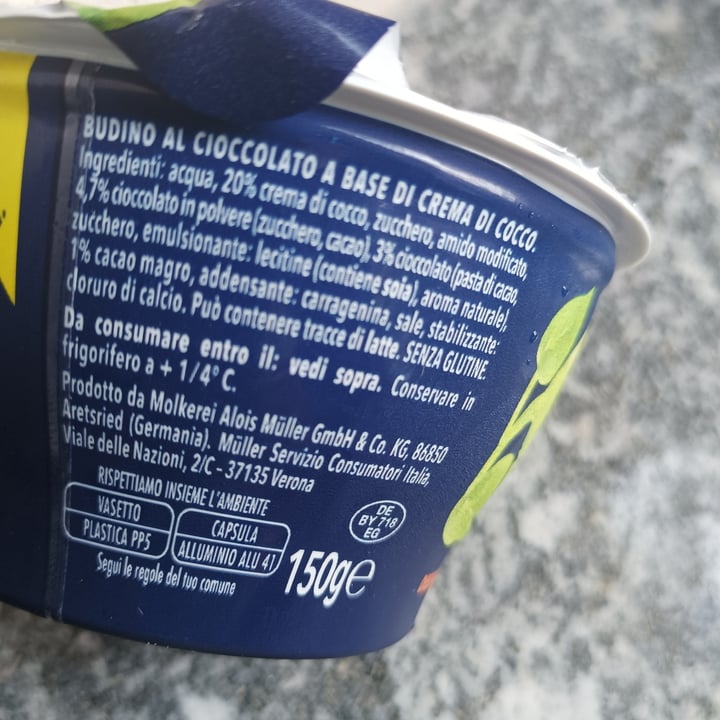 BUDINO AL CIOCCOLATO A BASE DI CREMA DI COCCO.
Ingredienti: acqua, 20% crema di cocco, zucchero, amido modificato,
4,7% cioccolato in polvere (zucchero, cacao), 3% cioccolato (pasta di cacao,
zucchero, emulsionante: lecitine (contiene soia), aroma naturale),
1% cacao magro, addensante: carragenina, sale, stabilizzante:
cloruro di calcio. Può contenere tracce di latte. SENZA GLUTINE.
Da consumare entro il: vedi sopra. Conservare in
frigorifero a + 1/4° C.
Prodotto da Molkerei Alois Müller GmbH & Co. KG, 86850
Aretsried (Germania). Müller Servizio Consumatori Italia,
Viale delle Nazioni, 2/C - 37135 Verona
RISPETTIAMO INSIEME L'AMBIENTE
VASETTO
PLASTICA PP5
CAPSULA
ALLUMINIO ALU 41
Segui le regole del tuo comune
DE
BY 718
EG
150g℮